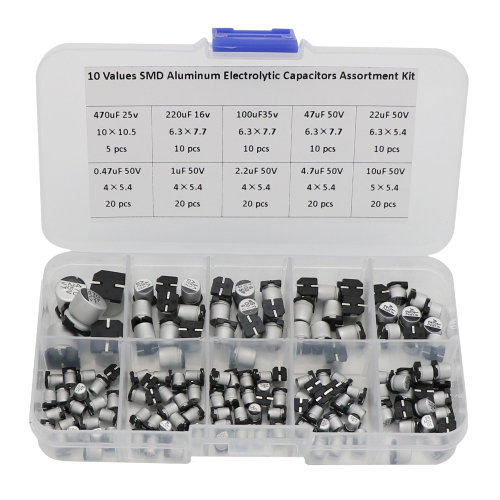 10 Values SMD Aluminum Electrolytic Capacitors Assortment Kit
470uF 25v 220uF 16v 100uF35v 47uF 50V 22uF 50V
10×10.5 6.3×7.7 6.3×7.7 6.3×7.7 6.3×5.4
5 pcs 10 pcs 10 pcs 10 pcs 10 pcs
0.47uF 50V 1uF 50V 2.2uF 50V 4.7uF 50V 10uF 50V
4×5.4 4×5.4 4×5.4 4×5.4 5×5.4
20 pcs 20 pcs 20 pcs 20 pcs 20 pcs